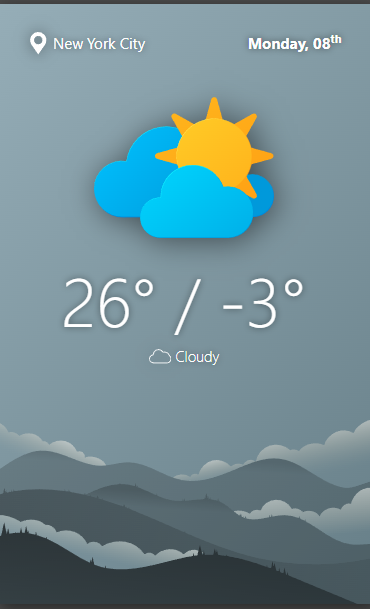 New York City
Monday, 08th
26° / -3°
Cloudy